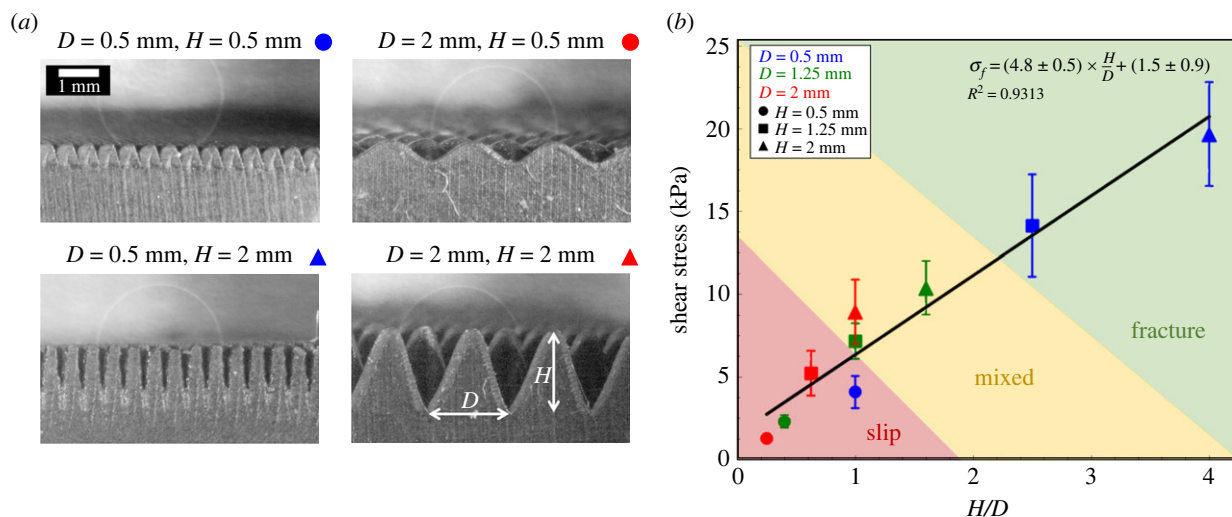 (a)
D = 0.5 mm, H = 0.5 mm
D = 2 mm, H = 0.5 mm
1 mm
D = 0.5 mm, H = 2 mm
D = 2 mm, H = 2 mm
H
D
(b)
25
20
15
10
5
0
shear stress (kPa)
D = 0.5 mm
D = 1.25 mm
D = 2 mm
H = 0.5 mm
H = 1.25 mm
H = 2 mm
σf = (4.8 ± 0.5) × H/D + (1.5 ± 0.9)
R² = 0.9313
fracture
mixed
slip
0 1 2 3 4
H/D